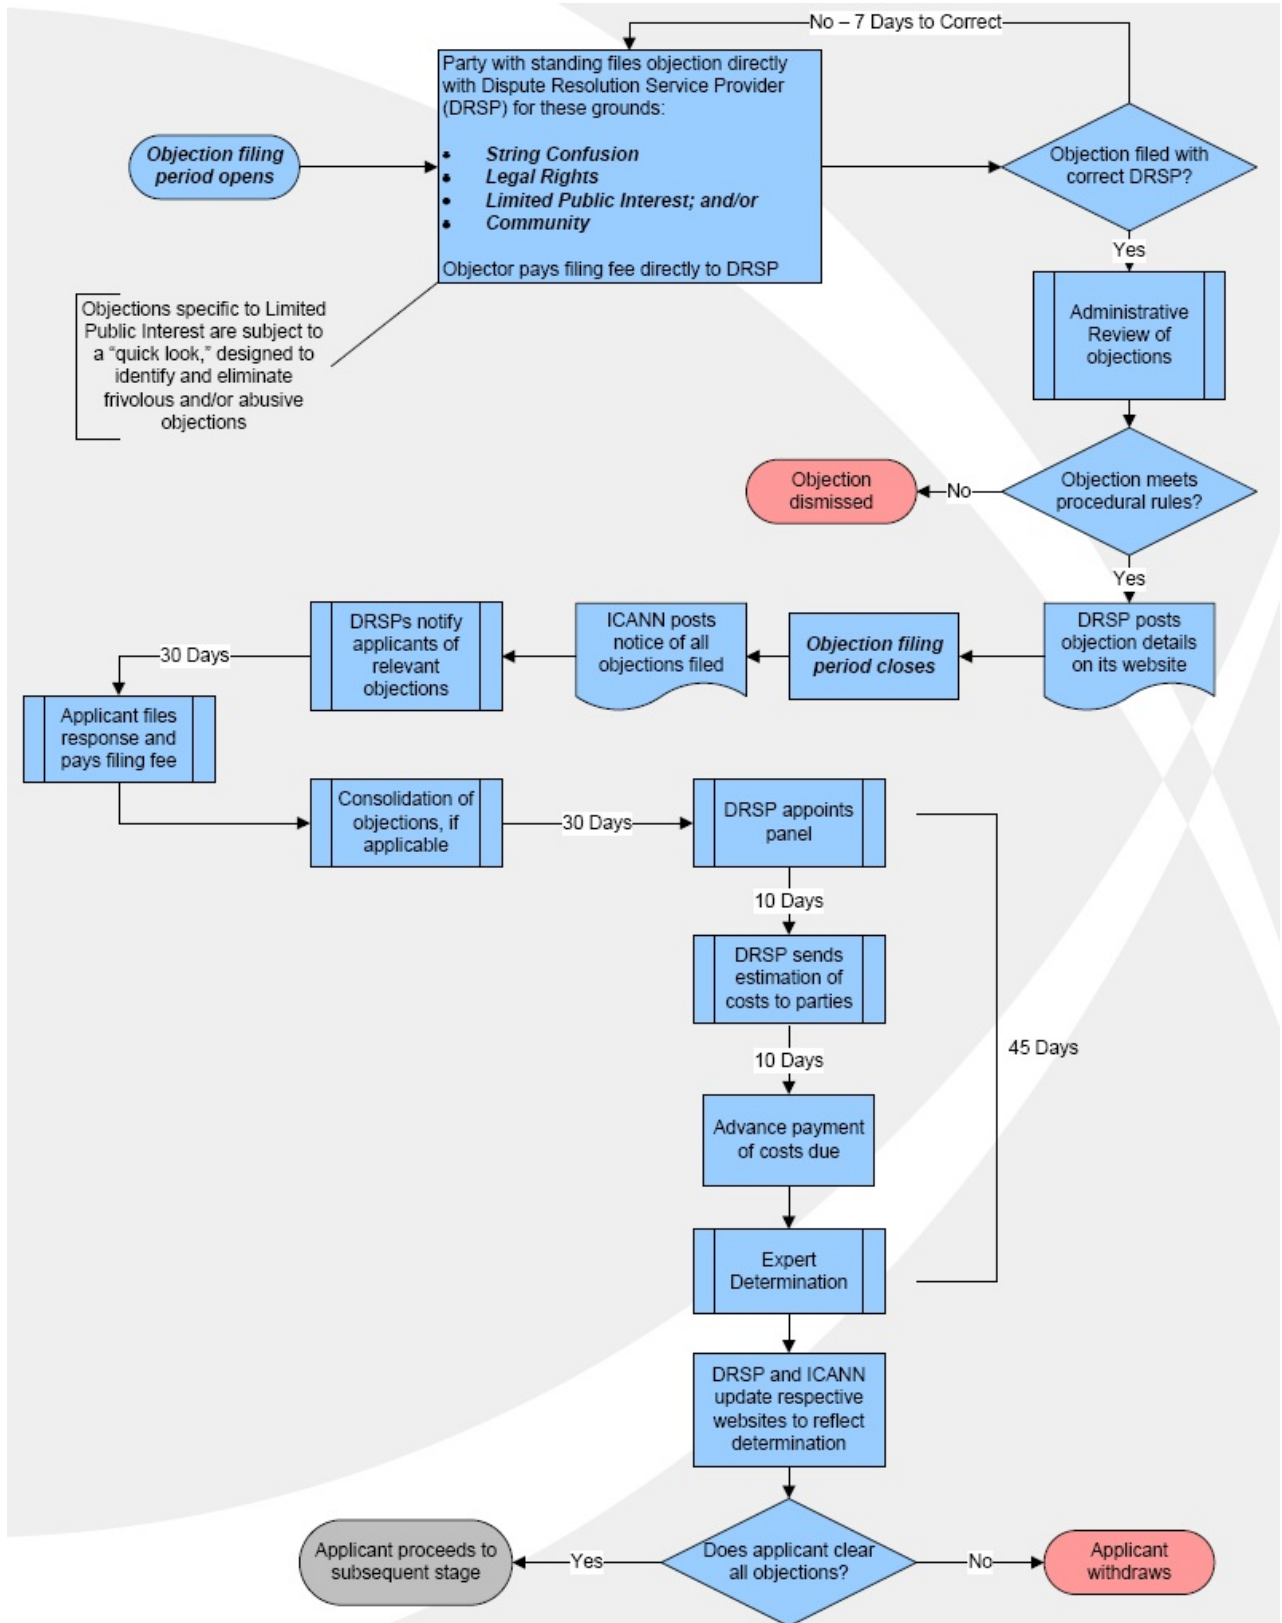 No – 7 Days to Correct
Party with standing files objection directly
with Dispute Resolution Service Provider
(DRSP) for these grounds:
String Confusion
Legal Rights
Limited Public Interest; and/or
Community
Objector pays filing fee directly to DRSP
Objection filing
period opens
Objection filed with
correct DRSP?
Yes
Objections specific to Limited
Public Interest are subject to
a “quick look,” designed to
identify and eliminate
frivolous and/or abusive
objections
Administrative
Review of
objections
Objection meets
procedural rules?
No
Objection
dismissed
Yes
DRSP posts
objection details
on its website
Objection filing
period closes
ICANN posts
notice of all
objections filed
DRSPs notify
applicants of
relevant
objections
30 Days
Applicant files
response and
pays filing fee
Consolidation of
objections, if
applicable
30 Days
DRSP appoints
panel
10 Days
DRSP sends
estimation of
costs to parties
10 Days
45 Days
Advance payment
of costs due
Expert
Determination
DRSP and ICANN
update respective
websites to reflect
determination
Does applicant clear
all objections?
Yes
Applicant proceeds to
subsequent stage
No
Applicant
withdraws